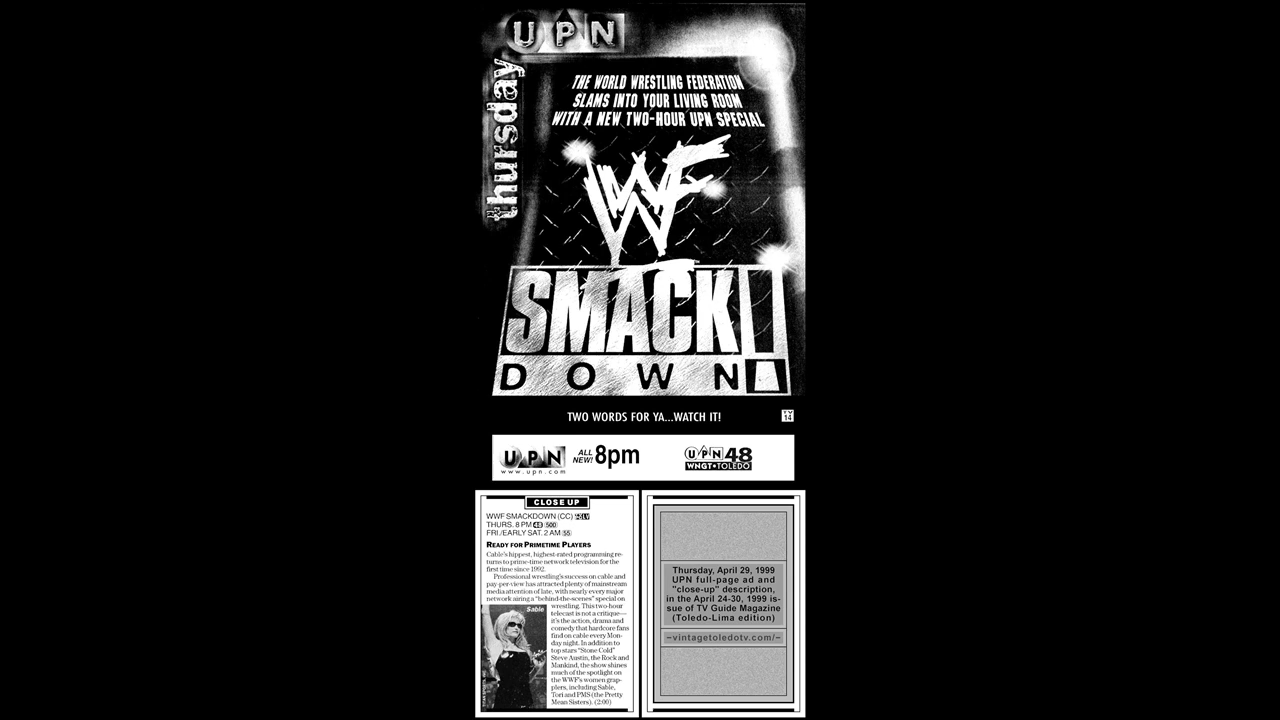 UPN
thursday
THE WORLD WRESTLING FEDERATION
SLAMS INTO YOUR LIVING ROOM
WITH A NEW TWO-HOUR UPN SPECIAL
WWF
SMACK
DOWN!
TWO WORDS FOR YA...WATCH IT!
TV
14
UPN
www.upn.com
ALL
NEW! 8pm
UPN 48
WNGT•TOLEDO
CLOSE UP
WWF SMACKDOWN (CC)
THURS. 8 PM 48 500
FRI./EARLY SAT. 2 AM 55
READY FOR PRIMETIME PLAYERS
Cable's hippest, highest-rated programming re-
turns to prime-time network television for the
first time since 1992.
Professional wrestling's success on cable and
pay-per-view has attracted plenty of mainstream
media attention of late, with nearly every major
network airing a "behind-the-scenes" special on
wrestling. This two-hour
telecast is not a critique—
it's the action, drama and
comedy that hardcore fans
find on cable every Mon-
day night. In addition to
top stars "Stone Cold"
Steve Austin, the Rock and
Mankind, the show shines
much of the spotlight on
the WWF's women grap-
plers, including Sable,
Tori and PMS (the Pretty
Mean Sisters). (2:00)
Sable
Thursday, April 29, 1999
UPN full-page ad and
"close-up" description,
in the April 24-30, 1999 is-
sue of TV Guide Magazine
(Toledo-Lima edition)
~vintagetoledotv.com/~